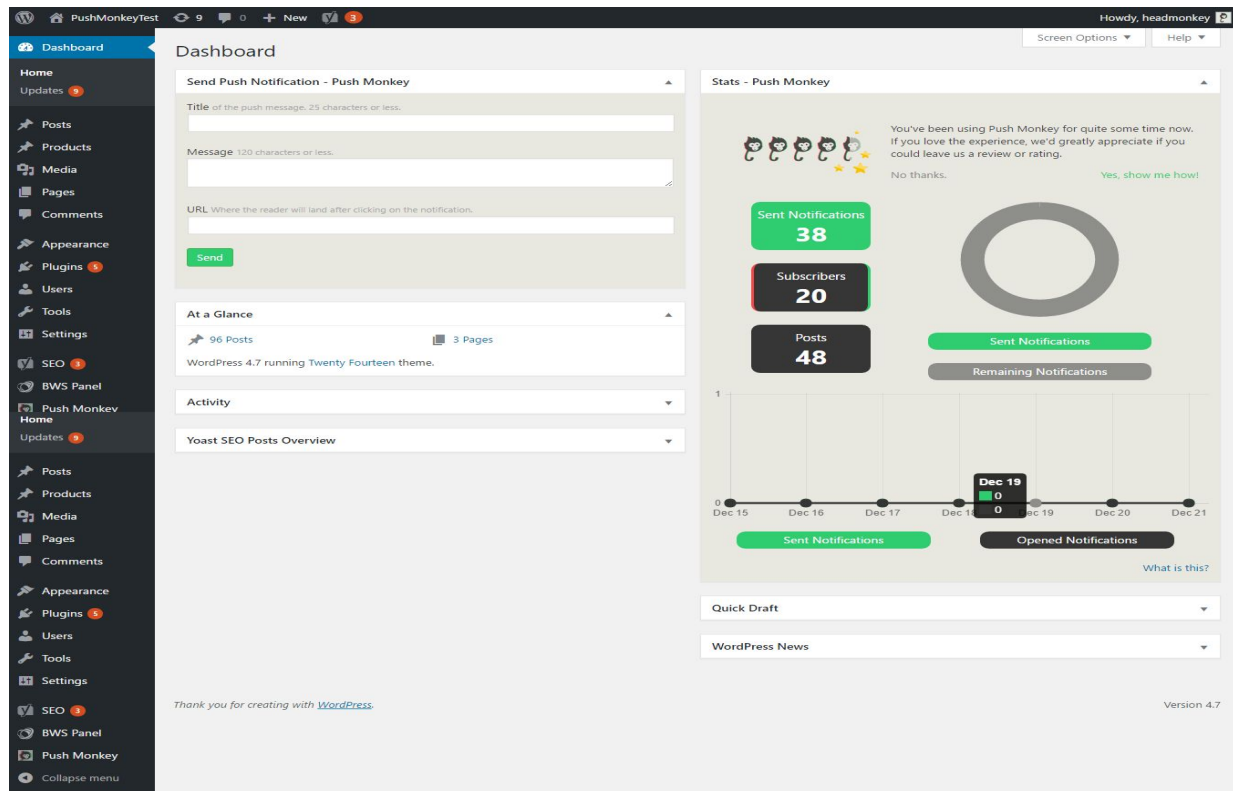 PushMonkeyTest 9 0 New 3 Howdy, headmonkey
Dashboard
Home
Updates 9
Posts
Products
Media
Pages
Comments
Appearance
Plugins 5
Users
Tools
Settings
SEO 3
BWS Panel
Push Monkey
Home
Updates 9
Posts
Products
Media
Pages
Comments
Appearance
Plugins 5
Users
Tools
Settings
SEO 3
BWS Panel
Push Monkey
Collapse menu
Screen Options Help
Dashboard
Send Push Notification - Push Monkey
Title of the push message. 25 characters or less.
Message 120 characters or less.
URL Where the reader will land after clicking on the notification.
Send
At a Glance
96 Posts 3 Pages
WordPress 4.7 running Twenty Fourteen theme.
Activity
Yoast SEO Posts Overview
Stats - Push Monkey
You've been using Push Monkey for quite some time now.
If you love the experience, we'd greatly appreciate if you
could leave us a review or rating.
No thanks. Yes, show me how!
Sent Notifications
38
Subscribers
20
Posts
48
Sent Notifications
Remaining Notifications
1
Dec 19
0
0
0
Dec 15 Dec 16 Dec 17 Dec 18 Dec 19 Dec 20 Dec 21
Sent Notifications Opened Notifications
What is this?
Quick Draft
WordPress News
Thank you for creating with WordPress. Version 4.7